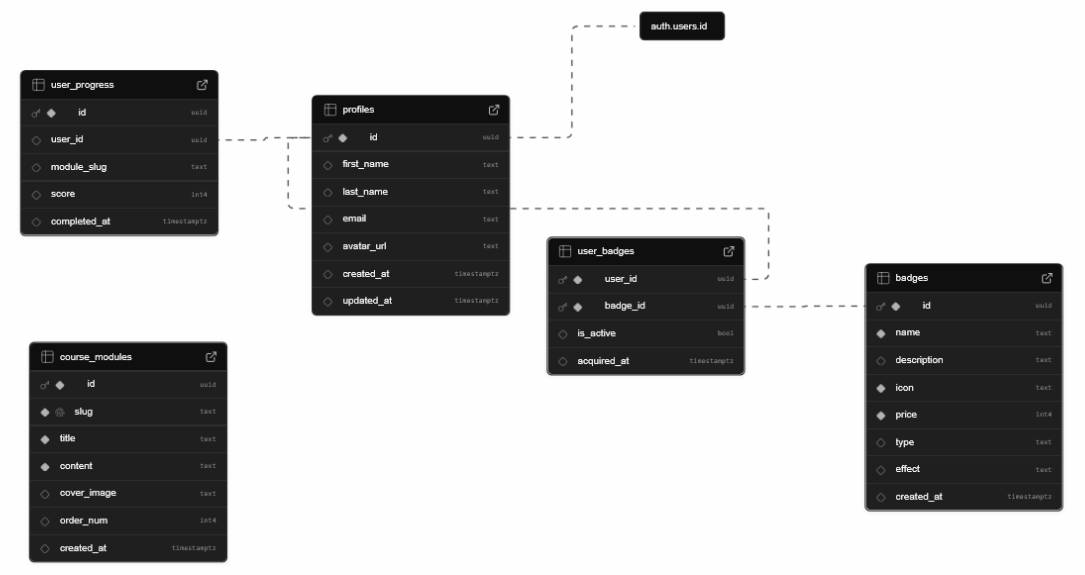 auth.users.id
user_progress
id uuid
user_id uuid
module_slug text
score int4
completed_at timestamptz
profiles
id uuid
first_name text
last_name text
email text
avatar_url text
created_at timestamptz
updated_at timestamptz
user_badges
user_id uuid
badge_id uuid
is_active bool
acquired_at timestamptz
badges
id uuid
name text
description text
icon text
price int4
type text
effect text
created_at timestamptz
course_modules
id uuid
slug text
title text
content text
cover_image text
order_num int4
created_at timestamptz